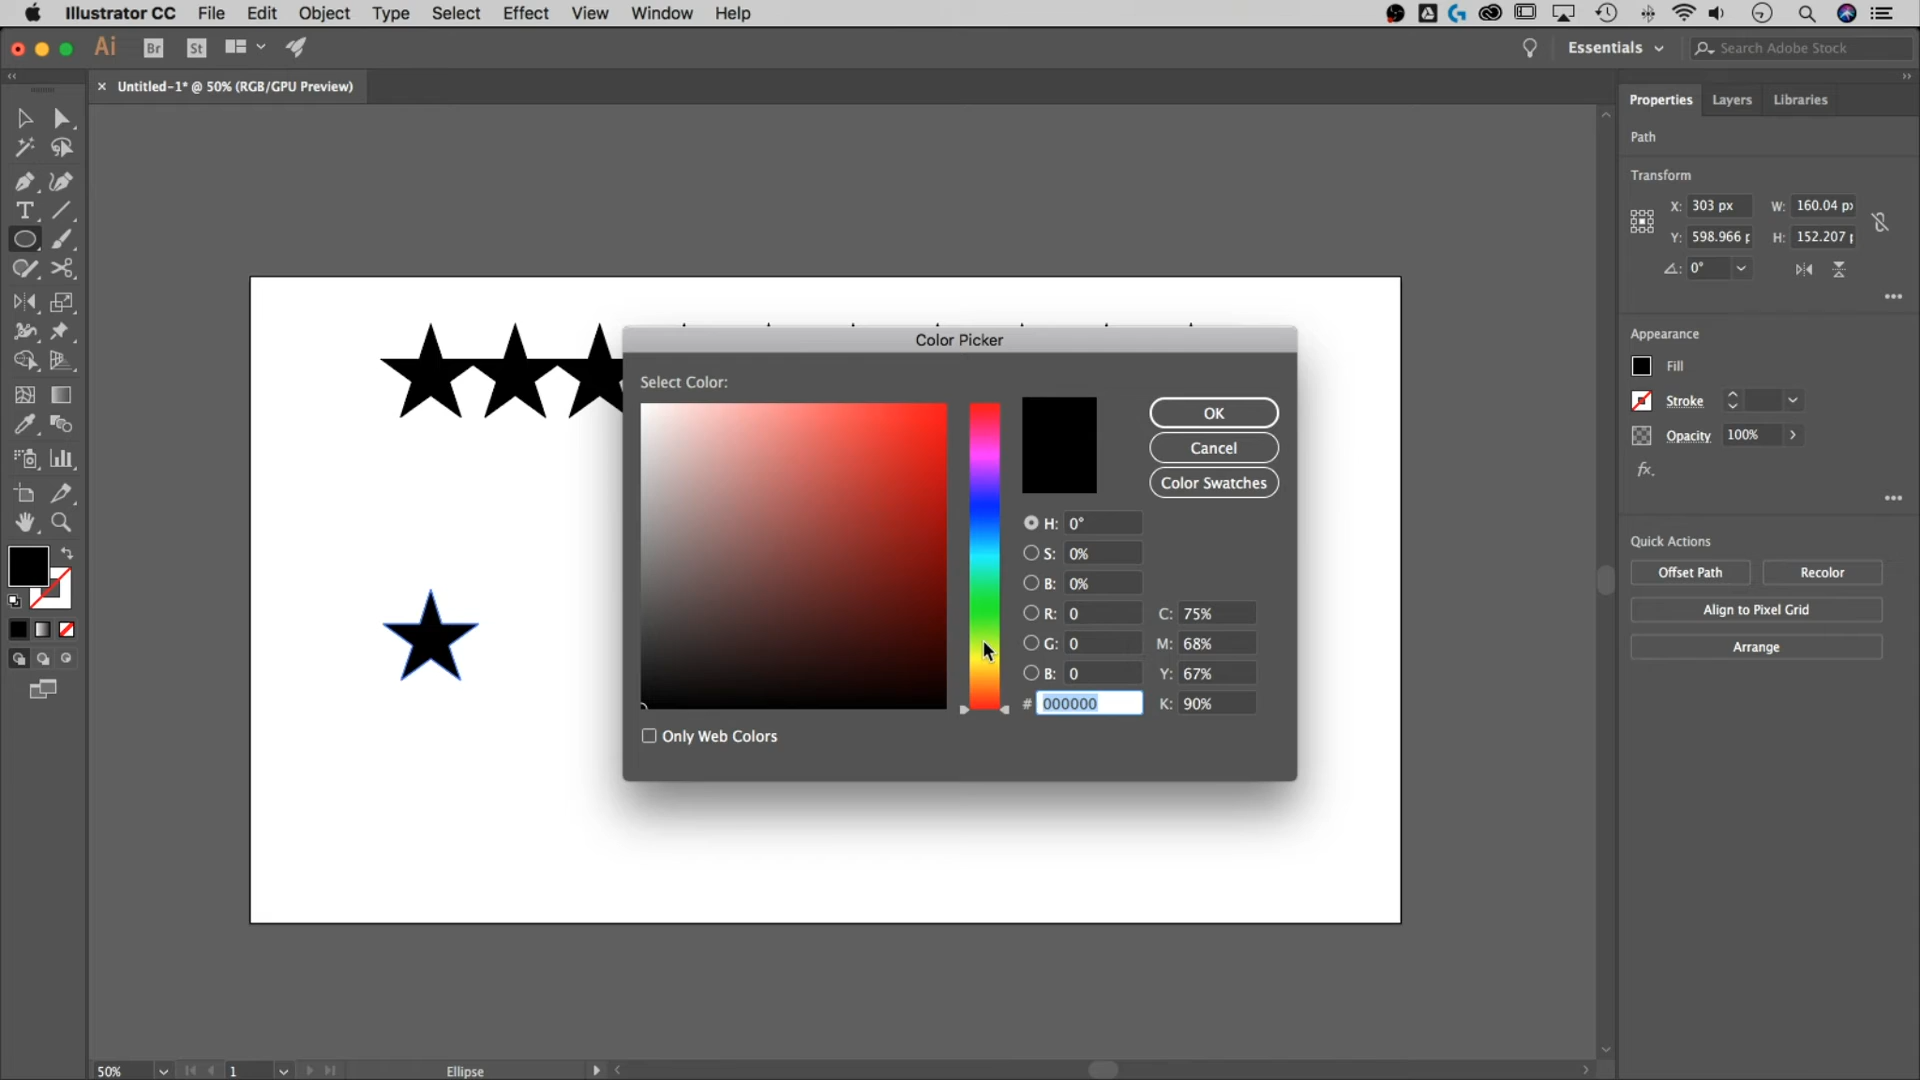 Illustrator CC File Edit Object Type Select Effect View Window Help
Ai Br St Essentials Search Adobe Stock
Untitled-1* @ 50% (RGB/GPU Preview)
Properties Layers Libraries
Path
Transform
X: 303 px W: 160.04 px
Y: 598.966 p H: 152.207 p
0°
Appearance
Fill
Stroke
Opacity 100%
fx.
Quick Actions
Offset Path Recolor
Align to Pixel Grid
Arrange
Color Picker
Select Color:
OK
Cancel
Color Swatches
H: 0°
S: 0%
B: 0%
R: 0 C: 75%
G: 0 M: 68%
B: 0 Y: 67%
# 000000 K: 90%
Only Web Colors
50% 1 Ellipse